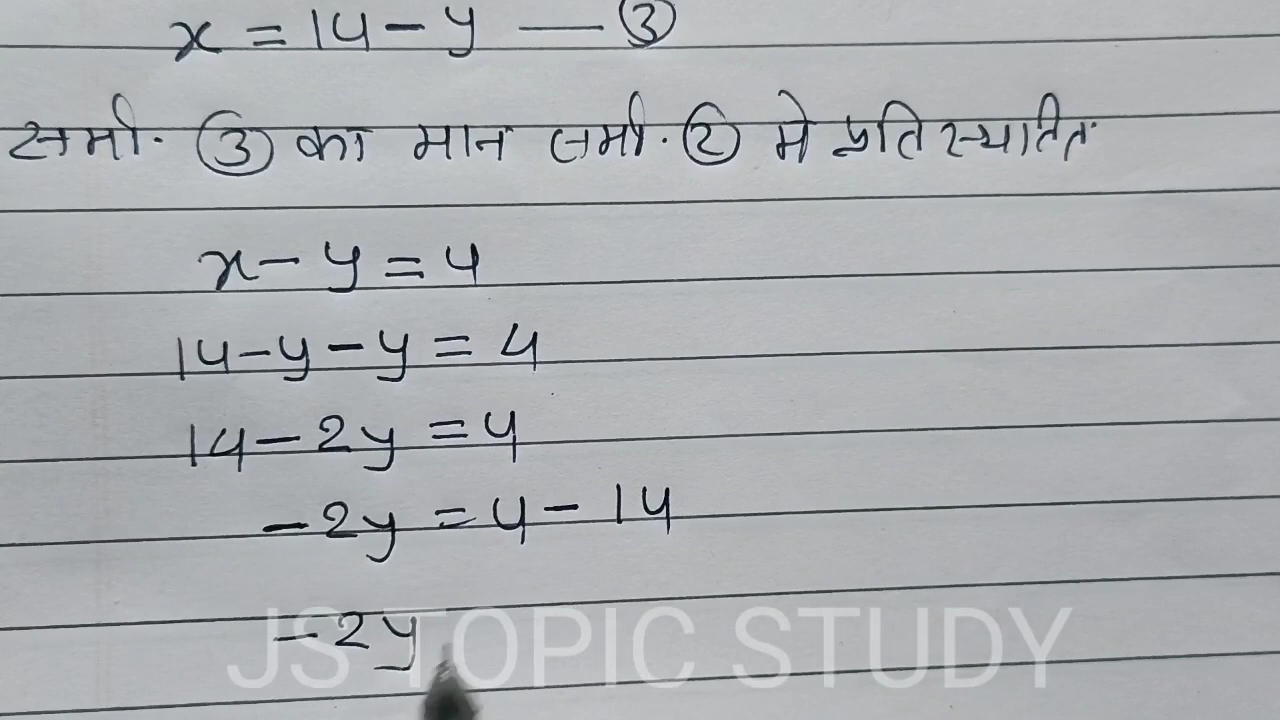 x = 14 - y — ③
समी. ③ का मान समी. ② मे प्रतिस्थातित
x - y = 4
14 - y - y = 4
14 - 2y = 4
- 2y = 4 - 14
- 2y
JS TOPIC STUDY